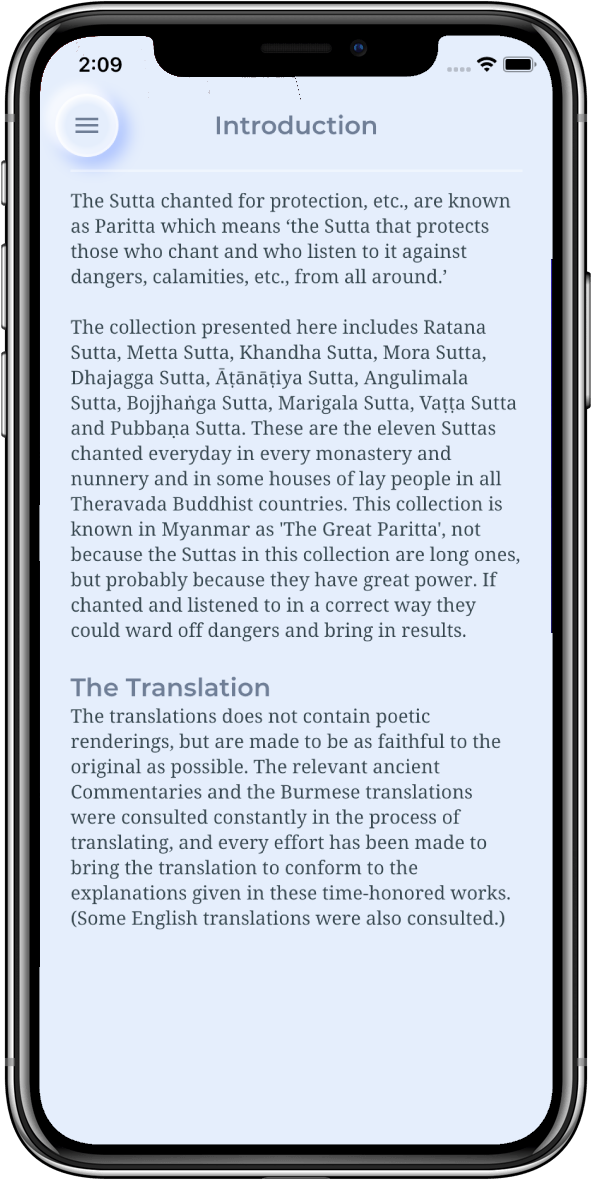 2:09
Introduction
The Sutta chanted for protection, etc., are known
as Paritta which means ‘the Sutta that protects
those who chant and who listen to it against
dangers, calamities, etc., from all around.’
The collection presented here includes Ratana
Sutta, Metta Sutta, Khandha Sutta, Mora Sutta,
Dhajagga Sutta, Āṭānāṭiya Sutta, Angulimala
Sutta, Bojjhaṅga Sutta, Marigala Sutta, Vaṭṭa Sutta
and Pubbaṇa Sutta. These are the eleven Suttas
chanted everyday in every monastery and
nunnery and in some houses of lay people in all
Theravada Buddhist countries. This collection is
known in Myanmar as 'The Great Paritta', not
because the Suttas in this collection are long ones,
but probably because they have great power. If
chanted and listened to in a correct way they
could ward off dangers and bring in results.
The Translation
The translations does not contain poetic
renderings, but are made to be as faithful to the
original as possible. The relevant ancient
Commentaries and the Burmese translations
were consulted constantly in the process of
translating, and every effort has been made to
bring the translation to conform to the
explanations given in these time-honored works.
(Some English translations were also consulted.)